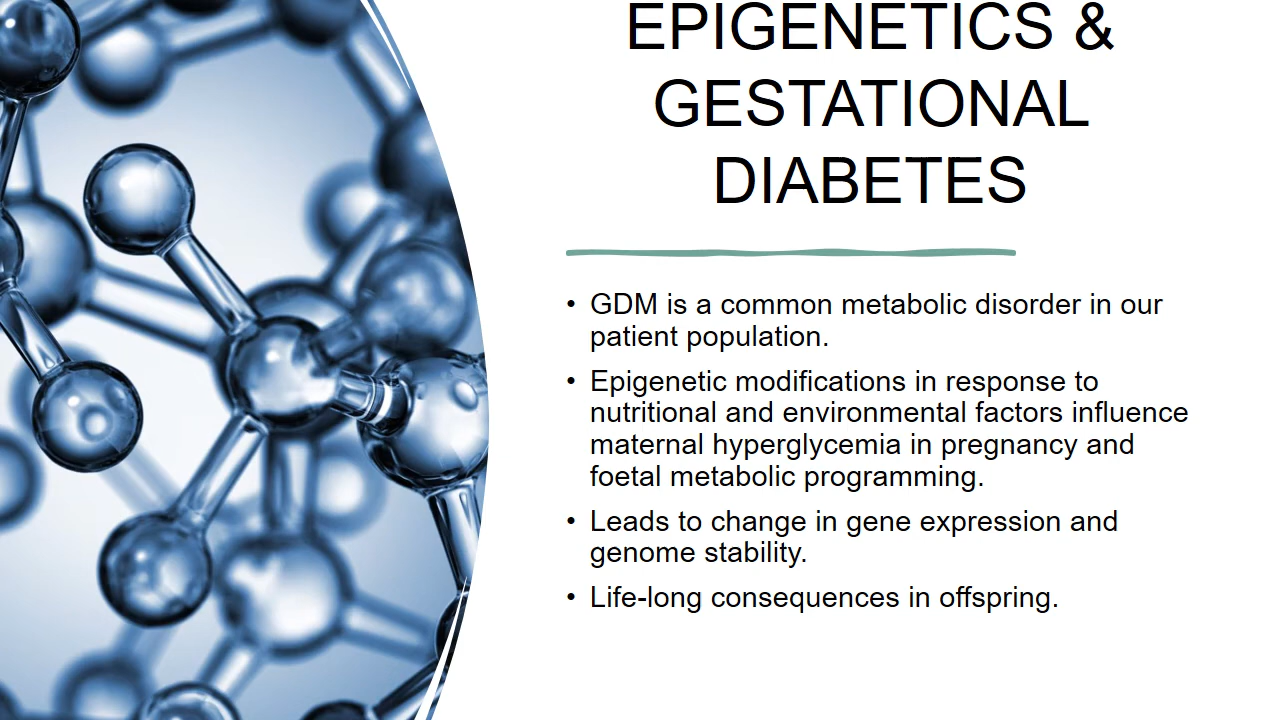 EPIGENETICS &
GESTATIONAL
DIABETES
• GDM is a common metabolic disorder in our
patient population.
• Epigenetic modifications in response to
nutritional and environmental factors influence
maternal hyperglycemia in pregnancy and
foetal metabolic programming.
• Leads to change in gene expression and
genome stability.
• Life-long consequences in offspring.